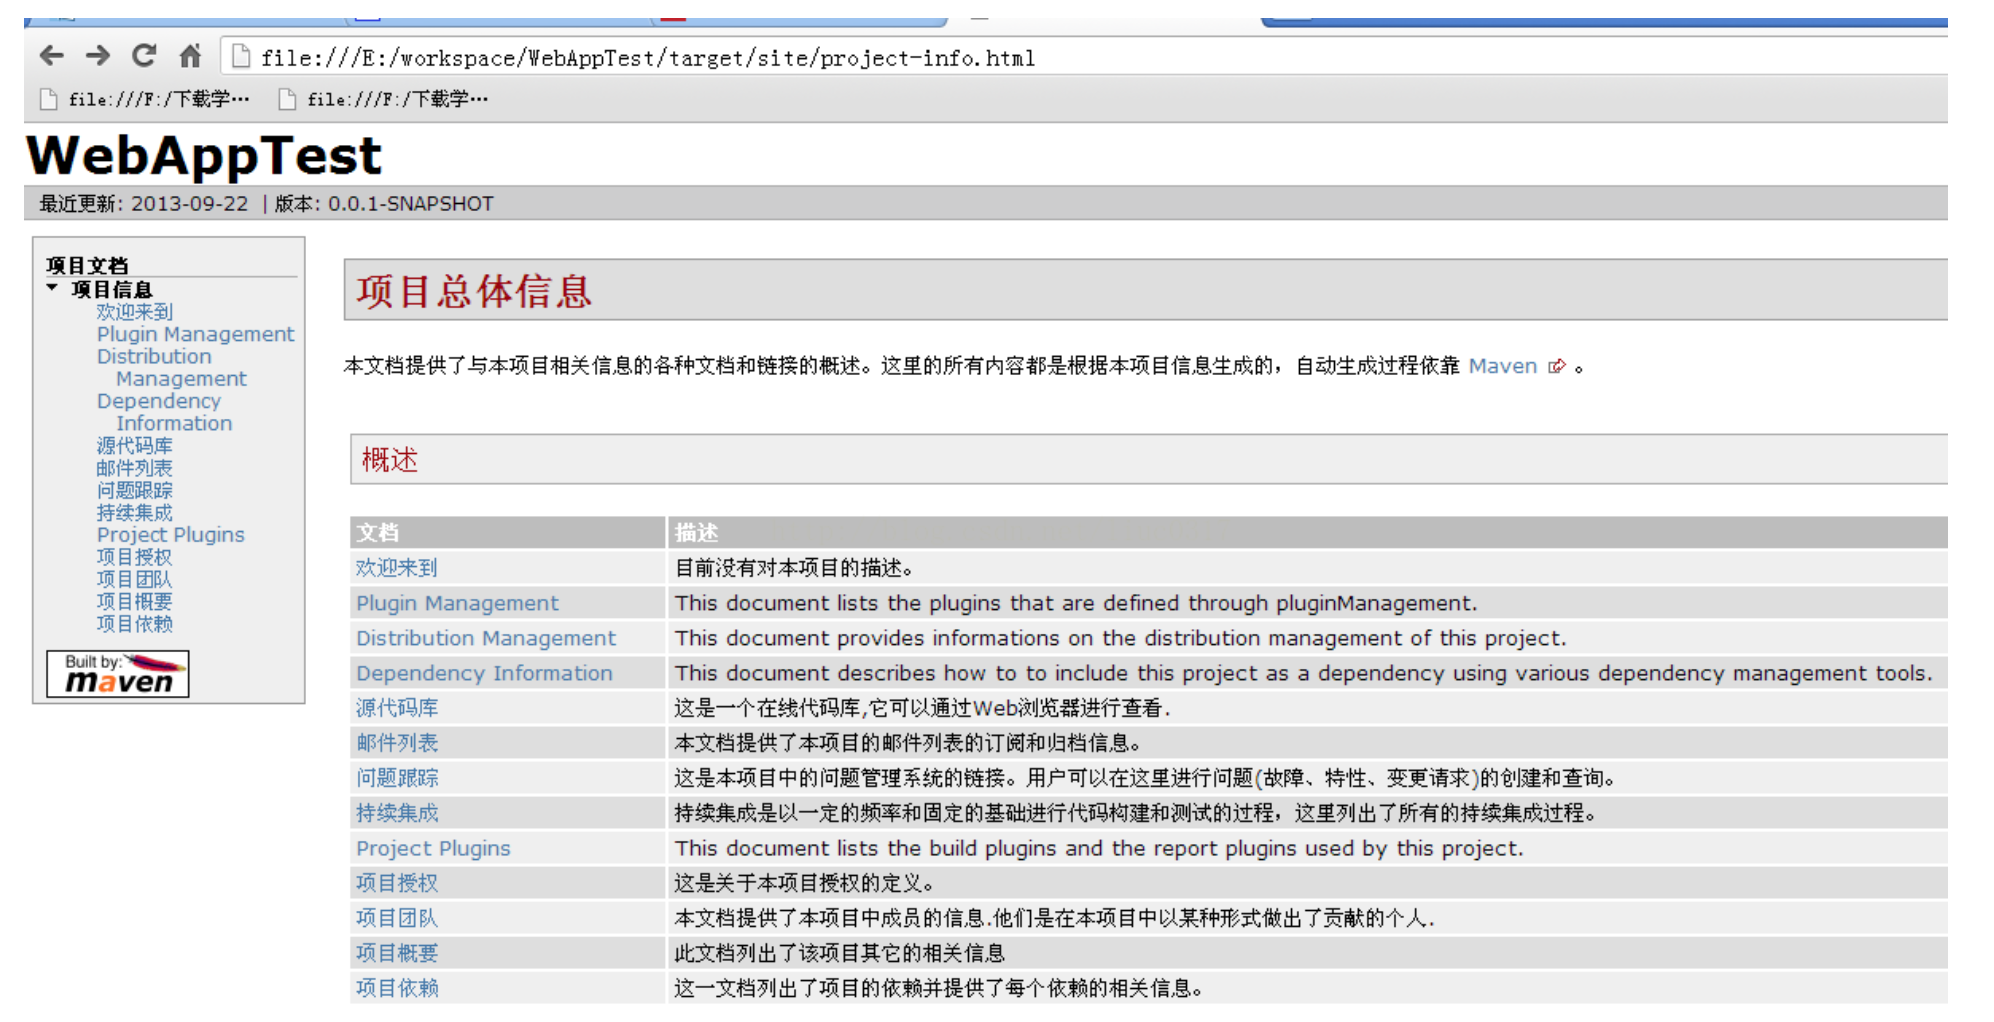 file:///E:/workspace/WebAppTest/target/site/project-info.html
file:///F:/下载学… file:///F:/下载学…
WebAppTest
最近更新: 2013-09-22 | 版本: 0.0.1-SNAPSHOT
项目文档
项目信息
欢迎来到
Plugin Management
Distribution
Management
Dependency
Information
源代码库
邮件列表
问题跟踪
持续集成
Project Plugins
项目授权
项目团队
项目概要
项目依赖
Built by:
maven
项目总体信息
本文档提供了与本项目相关信息的各种文档和链接的概述。这里的所有内容都是根据本项目信息生成的，自动生成过程依靠 Maven 。
概述
文档 描述
欢迎来到 目前没有对本项目的描述。
Plugin Management This document lists the plugins that are defined through pluginManagement.
Distribution Management This document provides informations on the distribution management of this project.
Dependency Information This document describes how to to include this project as a dependency using various dependency management tools.
源代码库 这是一个在线代码库,它可以通过Web浏览器进行查看.
邮件列表 本文档提供了本项目的邮件列表的订阅和归档信息。
问题跟踪 这是本项目中的问题管理系统的链接。用户可以在这里进行问题(故障、特性、变更请求)的创建和查询。
持续集成 持续集成是以一定的频率和固定的基础进行代码构建和测试的过程，这里列出了所有的持续集成过程。
Project Plugins This document lists the build plugins and the report plugins used by this project.
项目授权 这是关于本项目授权的定义。
项目团队 本文档提供了本项目中成员的信息.他们是在本项目中以某种形式做出了贡献的个人.
项目概要 此文档列出了该项目其它的相关信息
项目依赖 这一文档列出了项目的依赖并提供了每个依赖的相关信息。